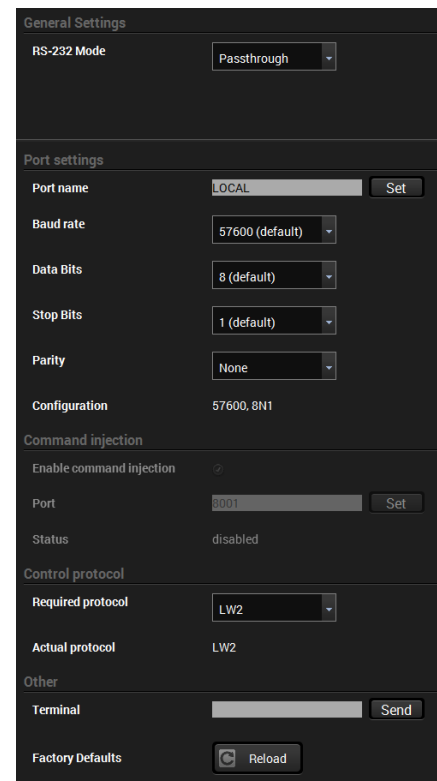 General Settings
RS-232 Mode Passthrough
Port settings
Port name LOCAL Set
Baud rate 57600 (default)
Data Bits 8 (default)
Stop Bits 1 (default)
Parity None
Configuration 57600, 8N1
Command injection
Enable command injection
Port 8001 Set
Status disabled
Control protocol
Required protocol LW2
Actual protocol LW2
Other
Terminal Send
Factory Defaults Reload